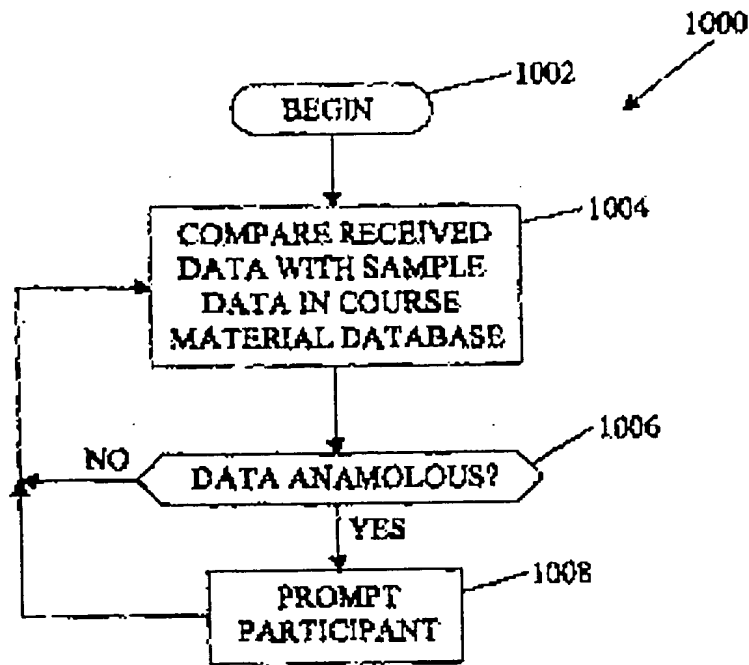 1000
1002
BEGIN
1004
COMPARE RECEIVED
DATA WITH SAMPLE
DATA IN COURSE
MATERIAL DATABASE
1006
NO
DATA ANAMOLOUS?
YES
1008
PROMPT
PARTICIPANT